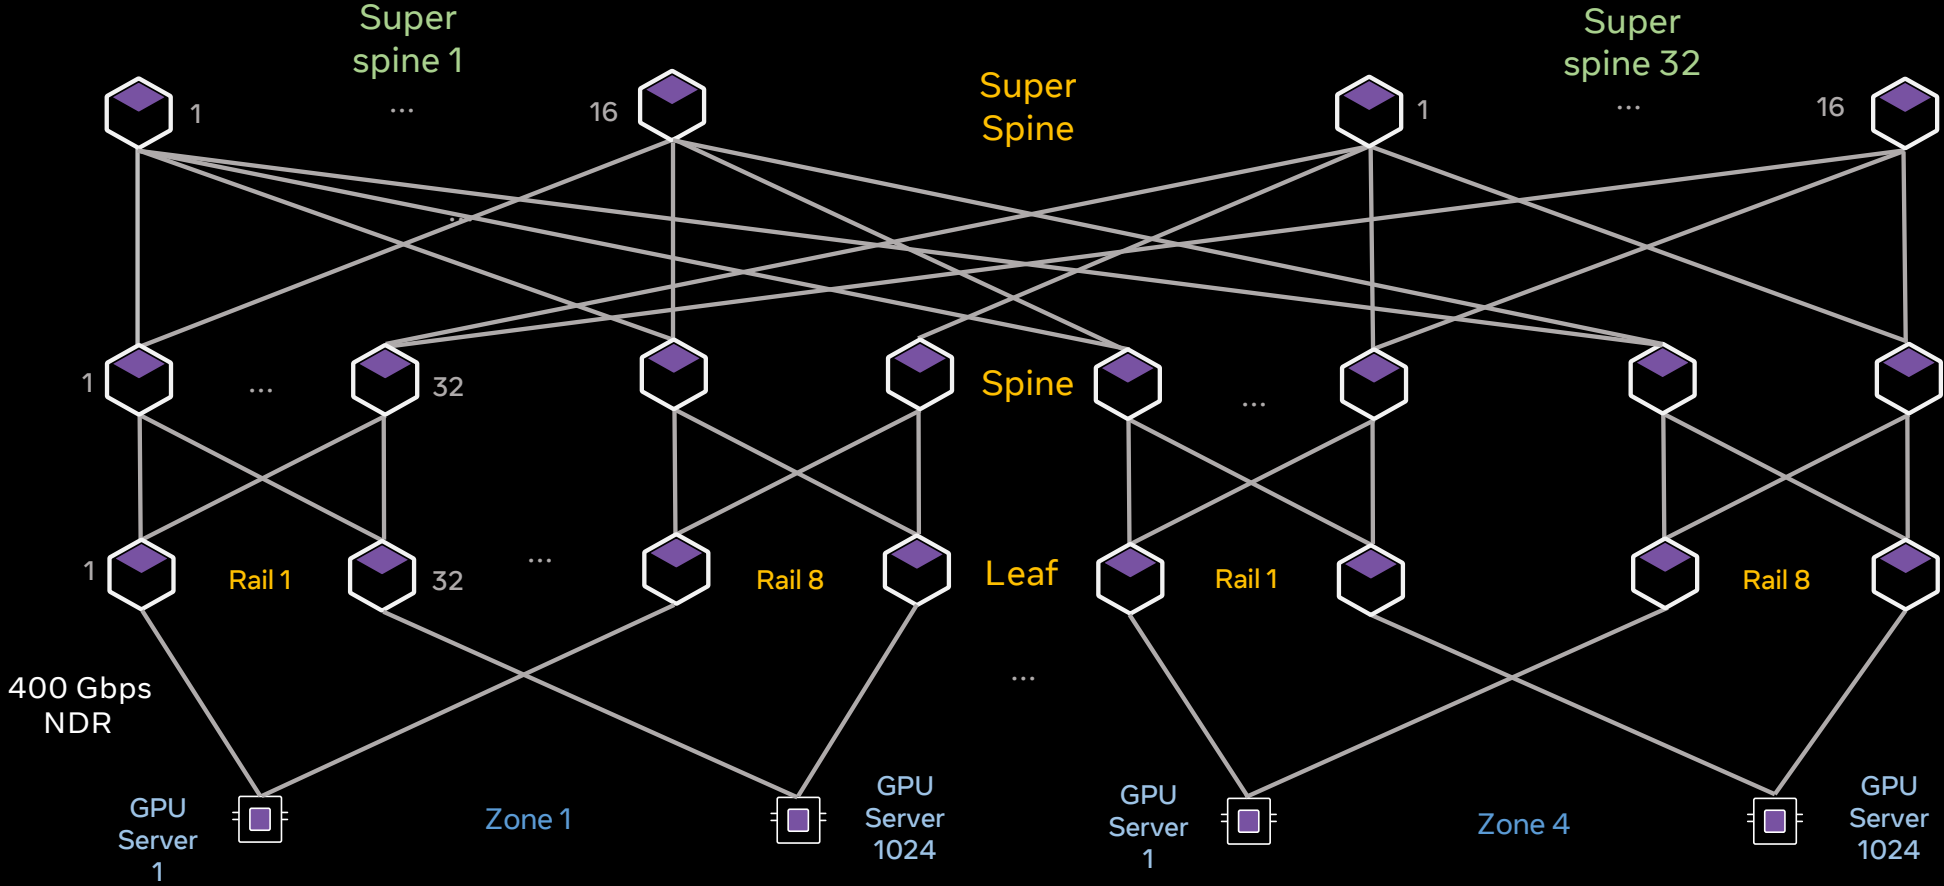 Super
spine 1
Super
spine 32
1
...
16
Super
Spine
1
...
16
...
1
...
32
Spine
...
1
Rail 1
32
...
Rail 8
Leaf
Rail 1
Rail 8
400 Gbps
NDR
...
GPU
Server
1
Zone 1
GPU
Server
1024
GPU
Server
1
Zone 4
GPU
Server
1024